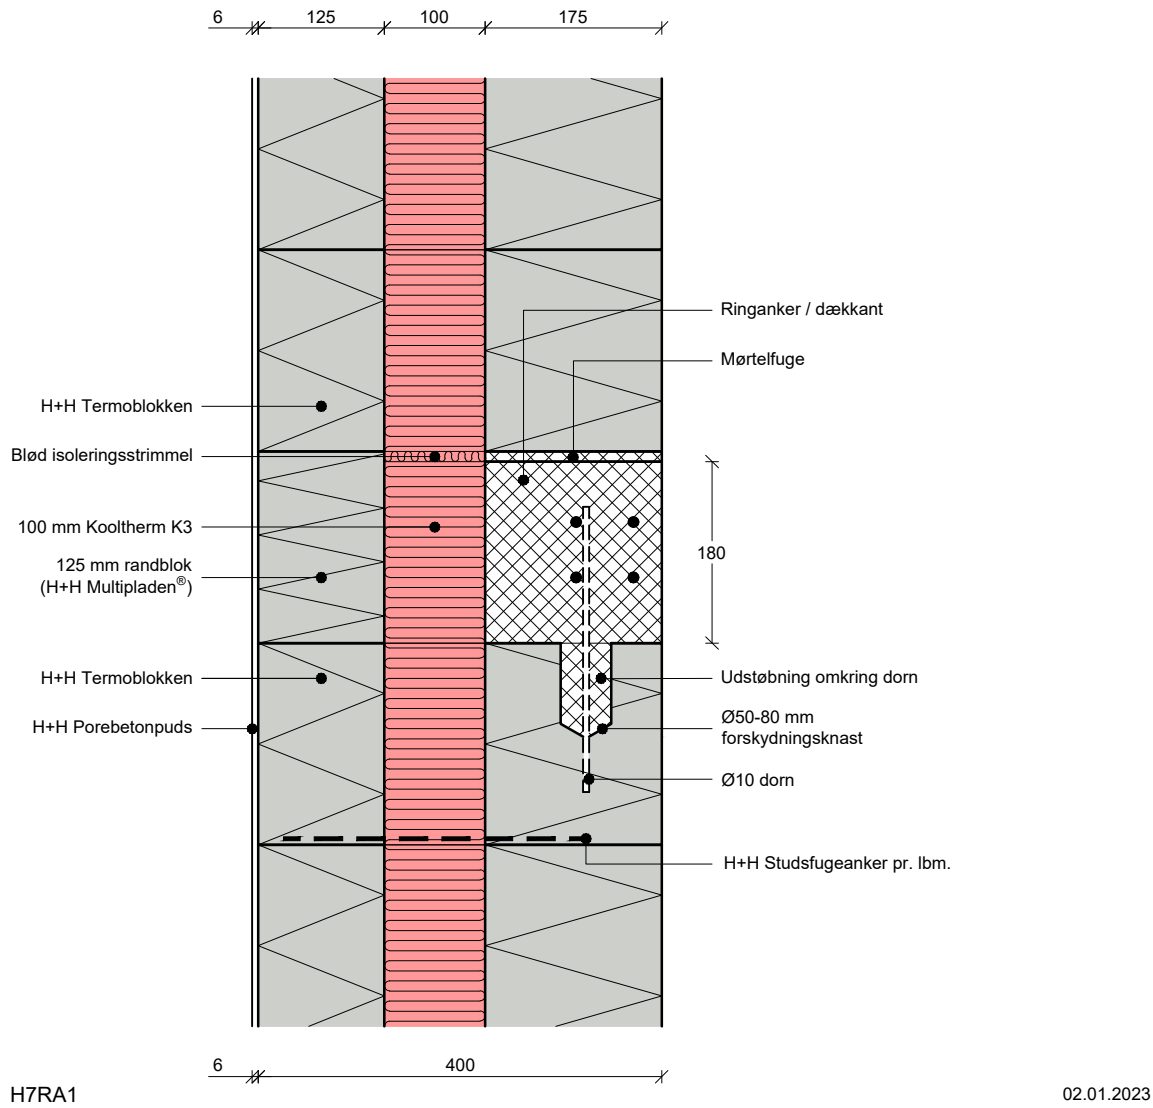 6 125 100 175
Ringanker / dækkant
Mørtelfuge
H+H Termoblokken
Blød isoleringsstrimmel
100 mm Kooltherm K3
180
125 mm randblok
(H+H Multipladen®)
H+H Termoblokken
Udstøbning omkring dorn
H+H Porebetonpuds
Ø50-80 mm
forskydningsknast
Ø10 dorn
H+H Studsfugeanker pr. lbm.
6 400
H7RA1
02.01.2023